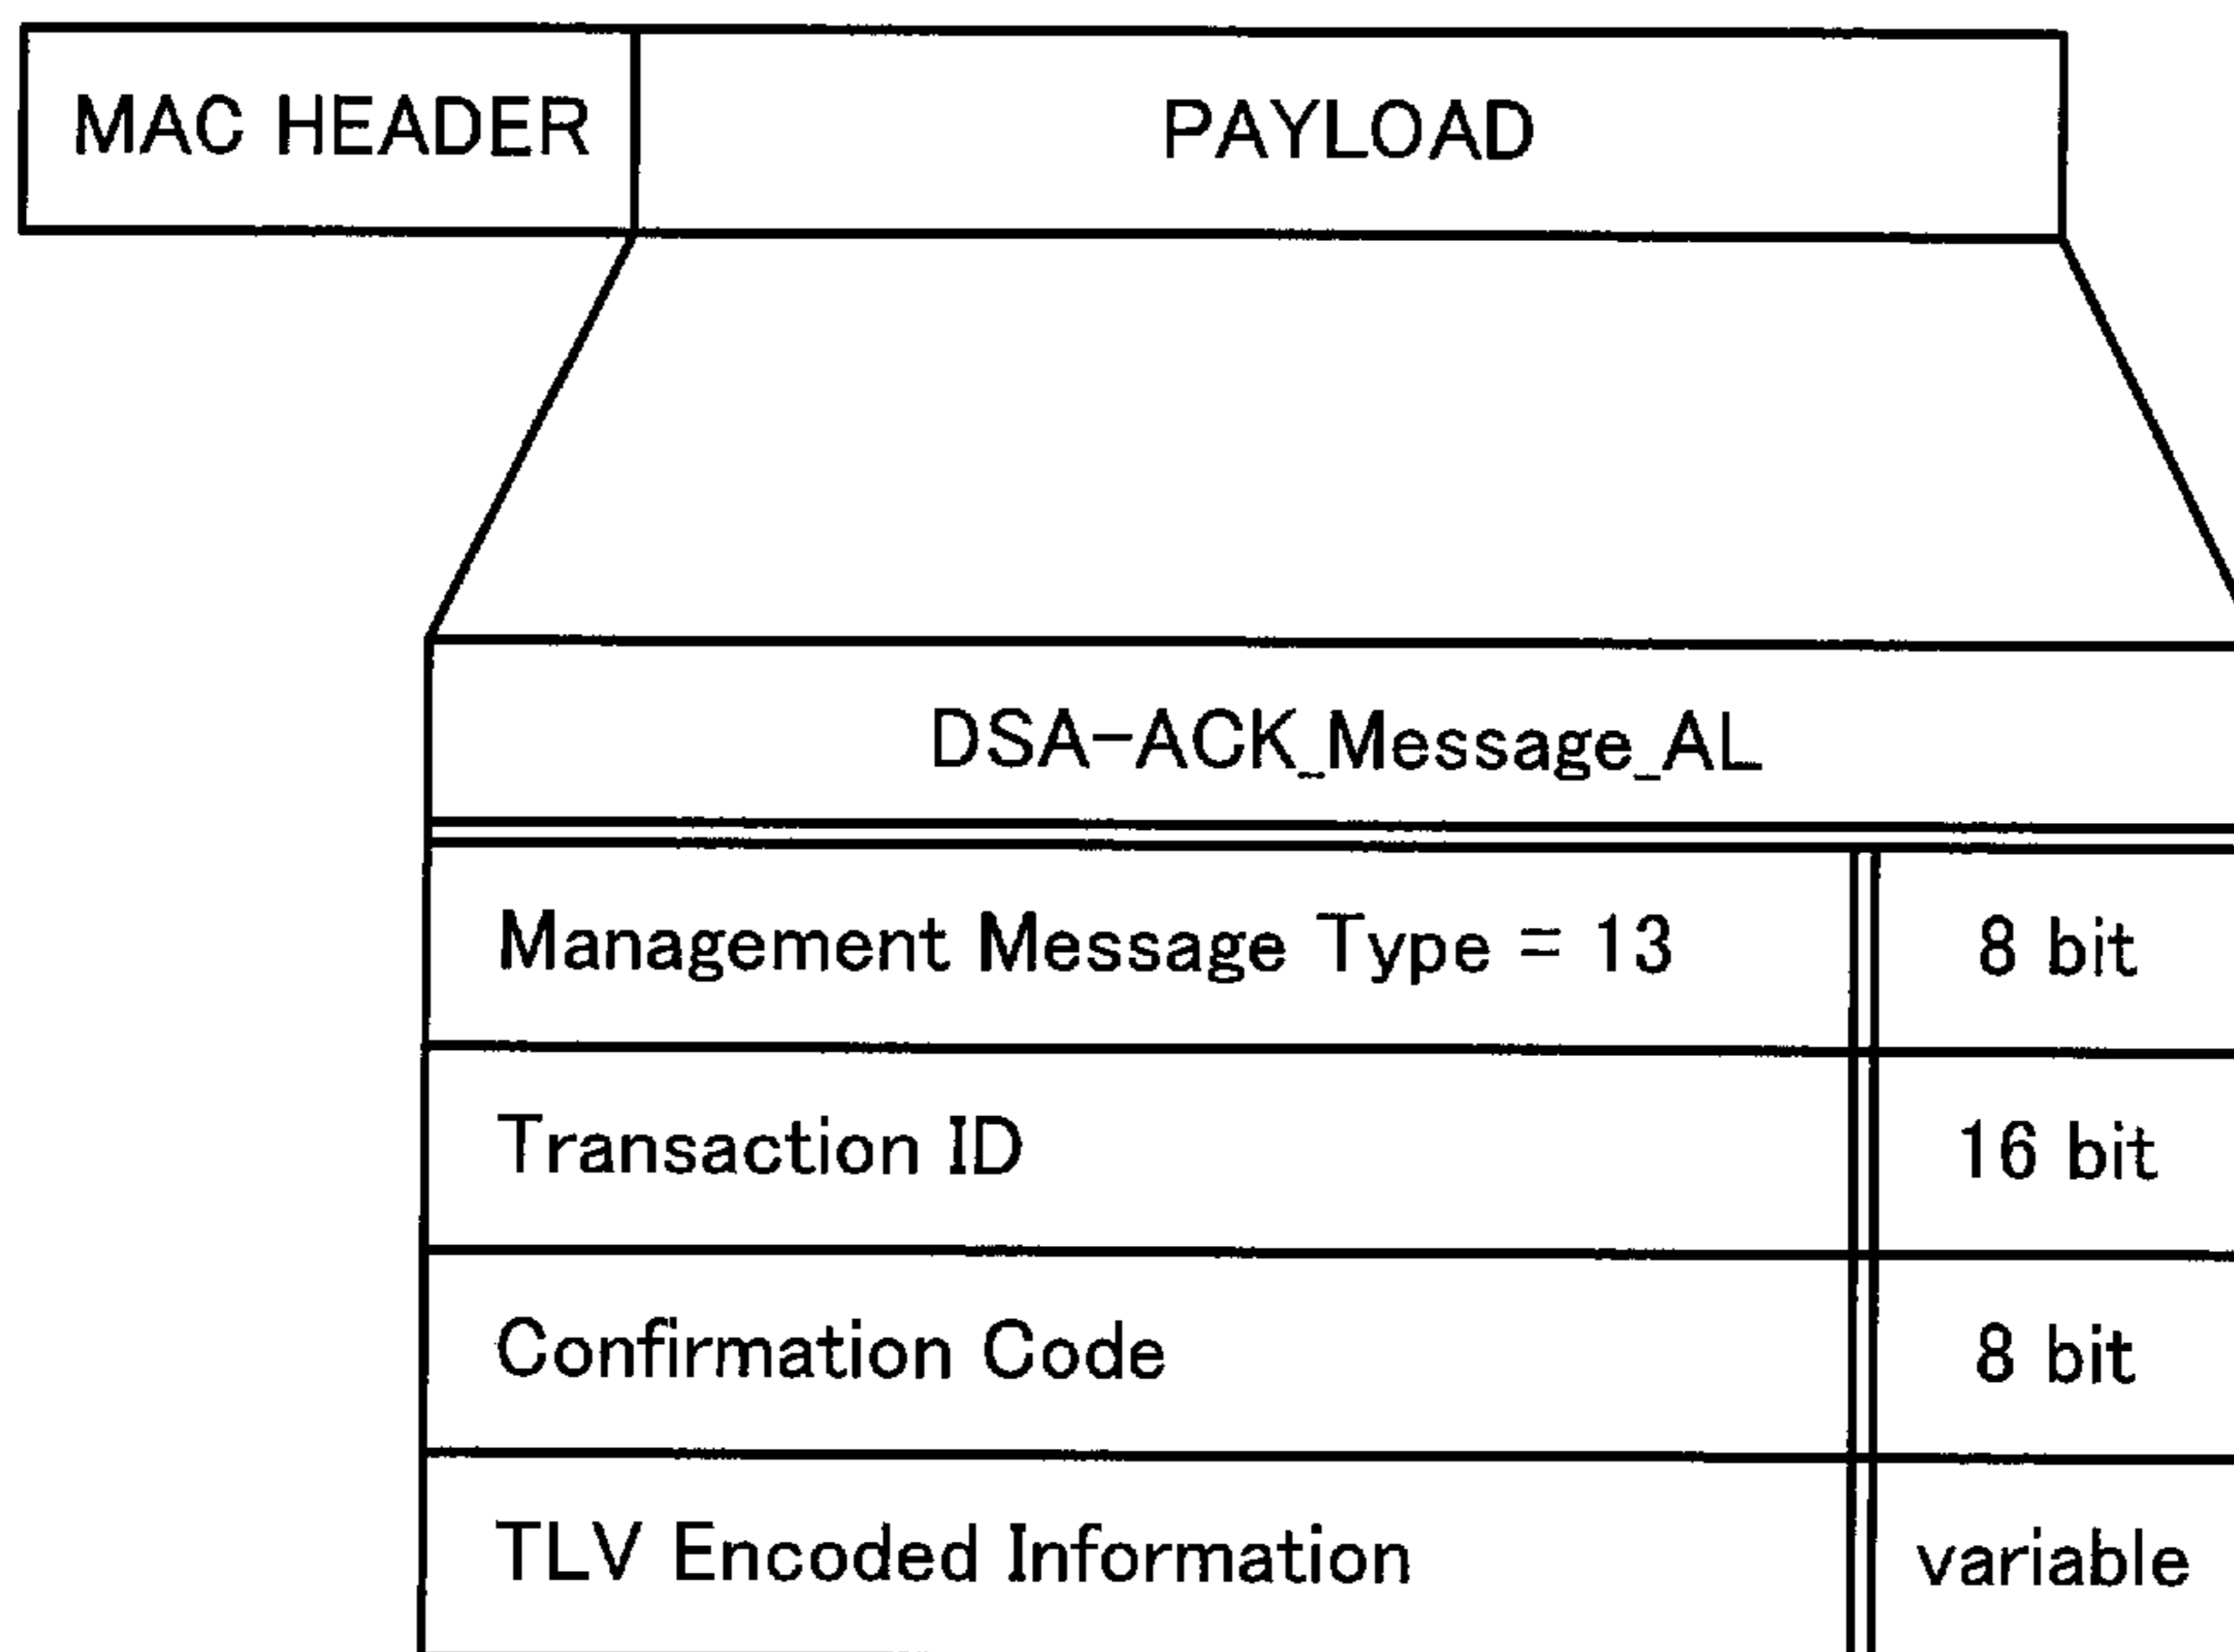 MAC HEADER PAYLOAD
DSA-ACK_Message_AL
Management Message Type = 13 8 bit
Transaction ID 16 bit
Confirmation Code 8 bit
TLV Encoded Information variable